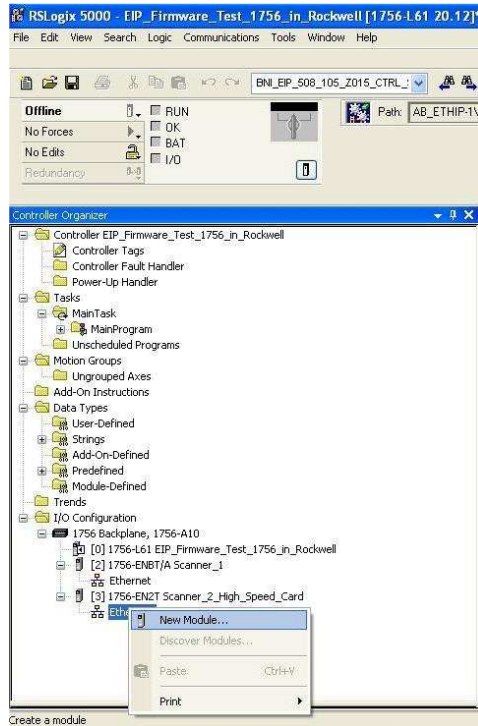 RSLogix 5000 - EIP_Firmware_Test_1756_in_Rockwell [1756-L61 20.12]*
File Edit View Search Logic Communications Tools Window Help
BNI_EIP_508_105_Z015_CTRL_
Offline
RUN
Path: AB_ETHIP-1\
No Forces
OK
No Edits
BAT
I/O
Redundancy
Controller Organizer
Controller EIP_Firmware_Test_1756_in_Rockwell
Controller Tags
Controller Fault Handler
Power-Up Handler
Tasks
MainTask
MainProgram
Unscheduled Programs
Motion Groups
Ungrouped Axes
Add-On Instructions
Data Types
User-Defined
Strings
Add-On-Defined
Predefined
Module-Defined
Trends
I/O Configuration
1756 Backplane, 1756-A10
[0] 1756-L61 EIP_Firmware_Test_1756_in_Rockwell
[2] 1756-ENBT/A Scanner_1
Ethernet
[3] 1756-EN2T Scanner_2_High_Speed_Card
Ethe
New Module...
Discover Modules...
Paste Ctrl+V
Print
Create a module